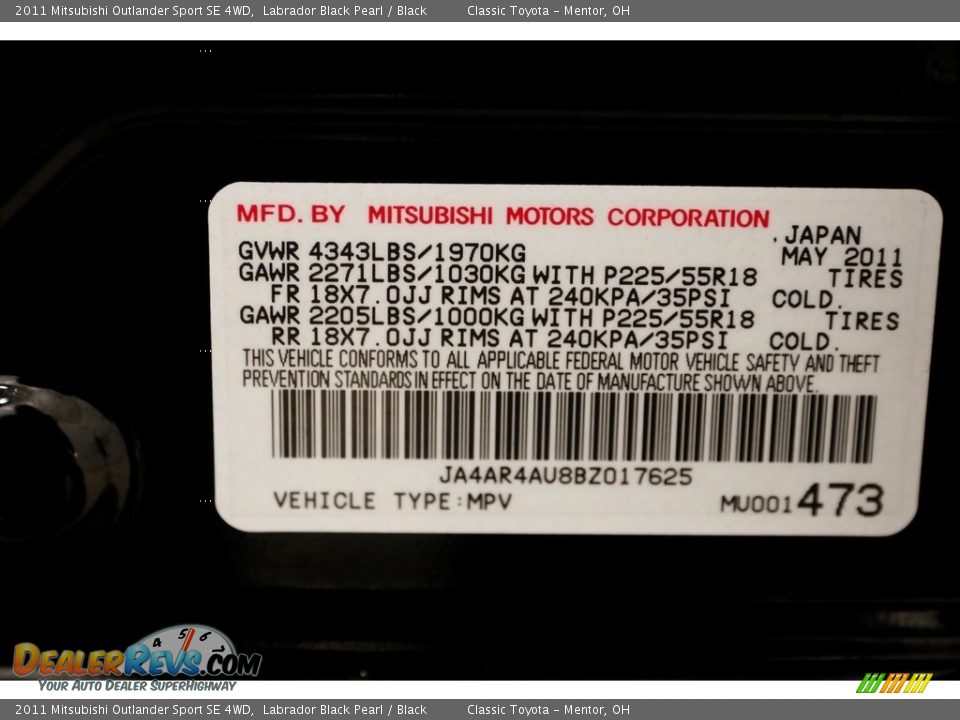 2011 Mitsubishi Outlander Sport SE 4WD, Labrador Black Pearl / Black Classic Toyota – Mentor, OH
MFD. BY MITSUBISHI MOTORS CORPORATION
, JAPAN
GVWR 4343LBS/1970KG MAY 2011
GAWR 2271LBS/1030KG WITH P225/55R18 TIRES
FR 18X7.0JJ RIMS AT 240KPA/35PSI COLD.
GAWR 2205LBS/1000KG WITH P225/55R18 TIRES
RR 18X7.0JJ RIMS AT 240KPA/35PSI COLD.
THIS VEHICLE CONFORMS TO ALL APPLICABLE FEDERAL MOTOR VEHICLE SAFETY AND THEFT
PREVENTION STANDARDS IN EFFECT ON THE DATE OF MANUFACTURE SHOWN ABOVE.
JA4AR4AU8BZ017625
VEHICLE TYPE:MPV MU001473
4 5 6
DEALERREVS.COM
YOUR AUTO DEALER SUPERHIGHWAY
2011 Mitsubishi Outlander Sport SE 4WD, Labrador Black Pearl / Black Classic Toyota – Mentor, OH